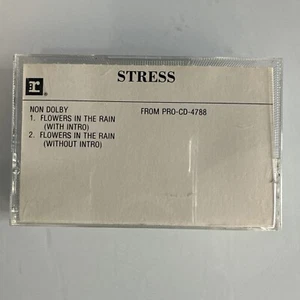 r
STRESS
NON DOLBY FROM PRO-CD-4788
1. FLOWERS IN THE RAIN
(WITH INTRO)
2. FLOWERS IN THE RAIN
(WITHOUT INTRO)